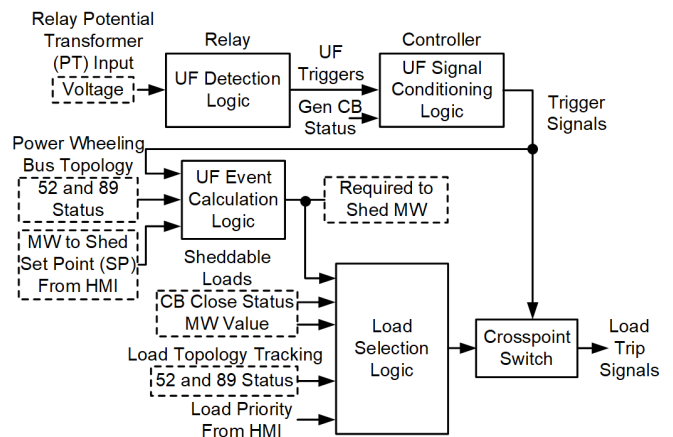 Relay Potential
Transformer
(PT) Input
Voltage
Relay
UF Detection
Logic
UF
Triggers
Gen CB
Status
Controller
UF Signal
Conditioning
Logic
Trigger
Signals
Power Wheeling
Bus Topology
52 and 89
Status
MW to Shed
Set Point (SP)
From HMI
UF Event
Calculation
Logic
Required to
Shed MW
Sheddable
Loads
CB Close Status
MW Value
Load Topology Tracking
52 and 89 Status
Load Priority
From HMI
Load
Selection
Logic
Crosspoint
Switch
Load
Trip
Signals